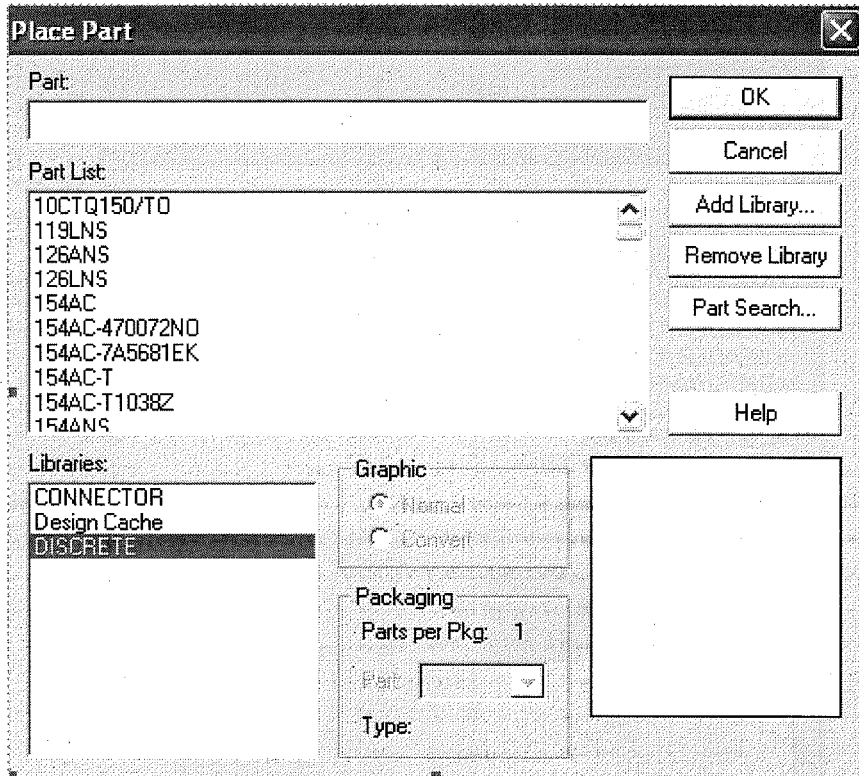 Place Part
Part:
OK
Cancel
Part List:
10CTQ150/TO
119LNS
126ANS
126LNS
154AC
154AC-470072NO
154AC-7A5681EK
154AC-T
154AC-T1038Z
154ANS
Add Library...
Remove Library
Part Search...
Help
Libraries:
CONNECTOR
Design Cache
DISCRETE
Graphic
Normal
Convert
Packaging
Parts per Pkg: 1
Part:
Type: